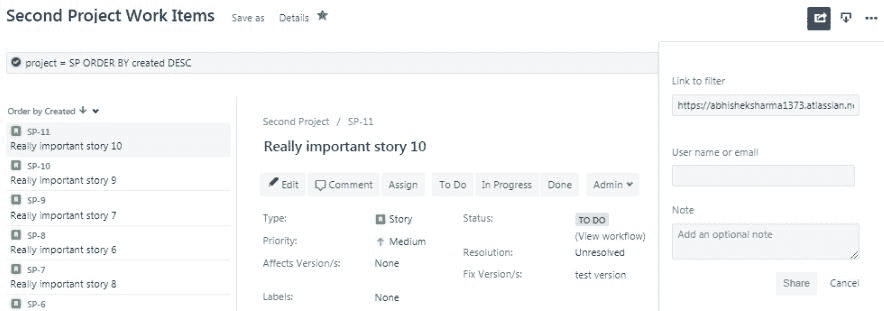 Second Project Work Items Save as Details
project = SP ORDER BY created DESC
Order by Created
SP-11
Really important story 10
SP-10
Really important story 9
SP-9
Really important story 7
SP-8
Really important story 6
SP-7
Really important story 8
SP-6
Second Project / SP-11
Really important story 10
Edit Comment Assign To Do In Progress Done Admin
Type: Story Status: TO DO
(View workflow)
Priority: Medium Resolution: Unresolved
Affects Version/s: None Fix Version/s: test version
Labels: None
Link to filter
https://abhisheksharma1373.atlassian.n
User name or email
Note
Add an optional note
Share Cancel